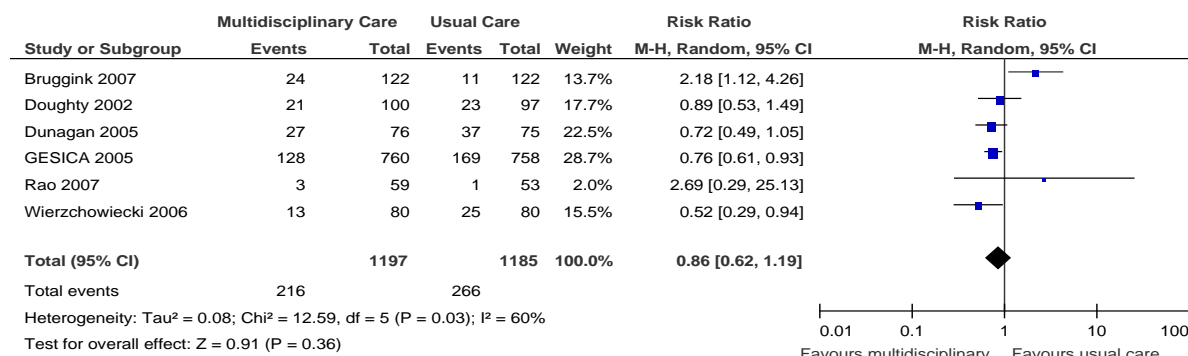 Multidisciplinary Care Usual Care Risk Ratio Risk Ratio
Study or Subgroup Events Total Events Total Weight M-H, Random, 95% CI M-H, Random, 95% CI
Bruggink 2007 24 122 11 122 13.7% 2.18 [1.12, 4.26]
Doughty 2002 21 100 23 97 17.7% 0.89 [0.53, 1.49]
Dunagan 2005 27 76 37 75 22.5% 0.72 [0.49, 1.05]
GESICA 2005 128 760 169 758 28.7% 0.76 [0.61, 0.93]
Rao 2007 3 59 1 53 2.0% 2.69 [0.29, 25.13]
Wierzchowiecki 2006 13 80 25 80 15.5% 0.52 [0.29, 0.94]
Total (95% CI) 1197 1185 100.0% 0.86 [0.62, 1.19]
Total events 216 266
Heterogeneity: Tau² = 0.08; Chi² = 12.59, df = 5 (P = 0.03); I² = 60%
Test for overall effect: Z = 0.91 (P = 0.36)
0.01 0.1 1 10 100
Favours multidisciplinary Favours usual care